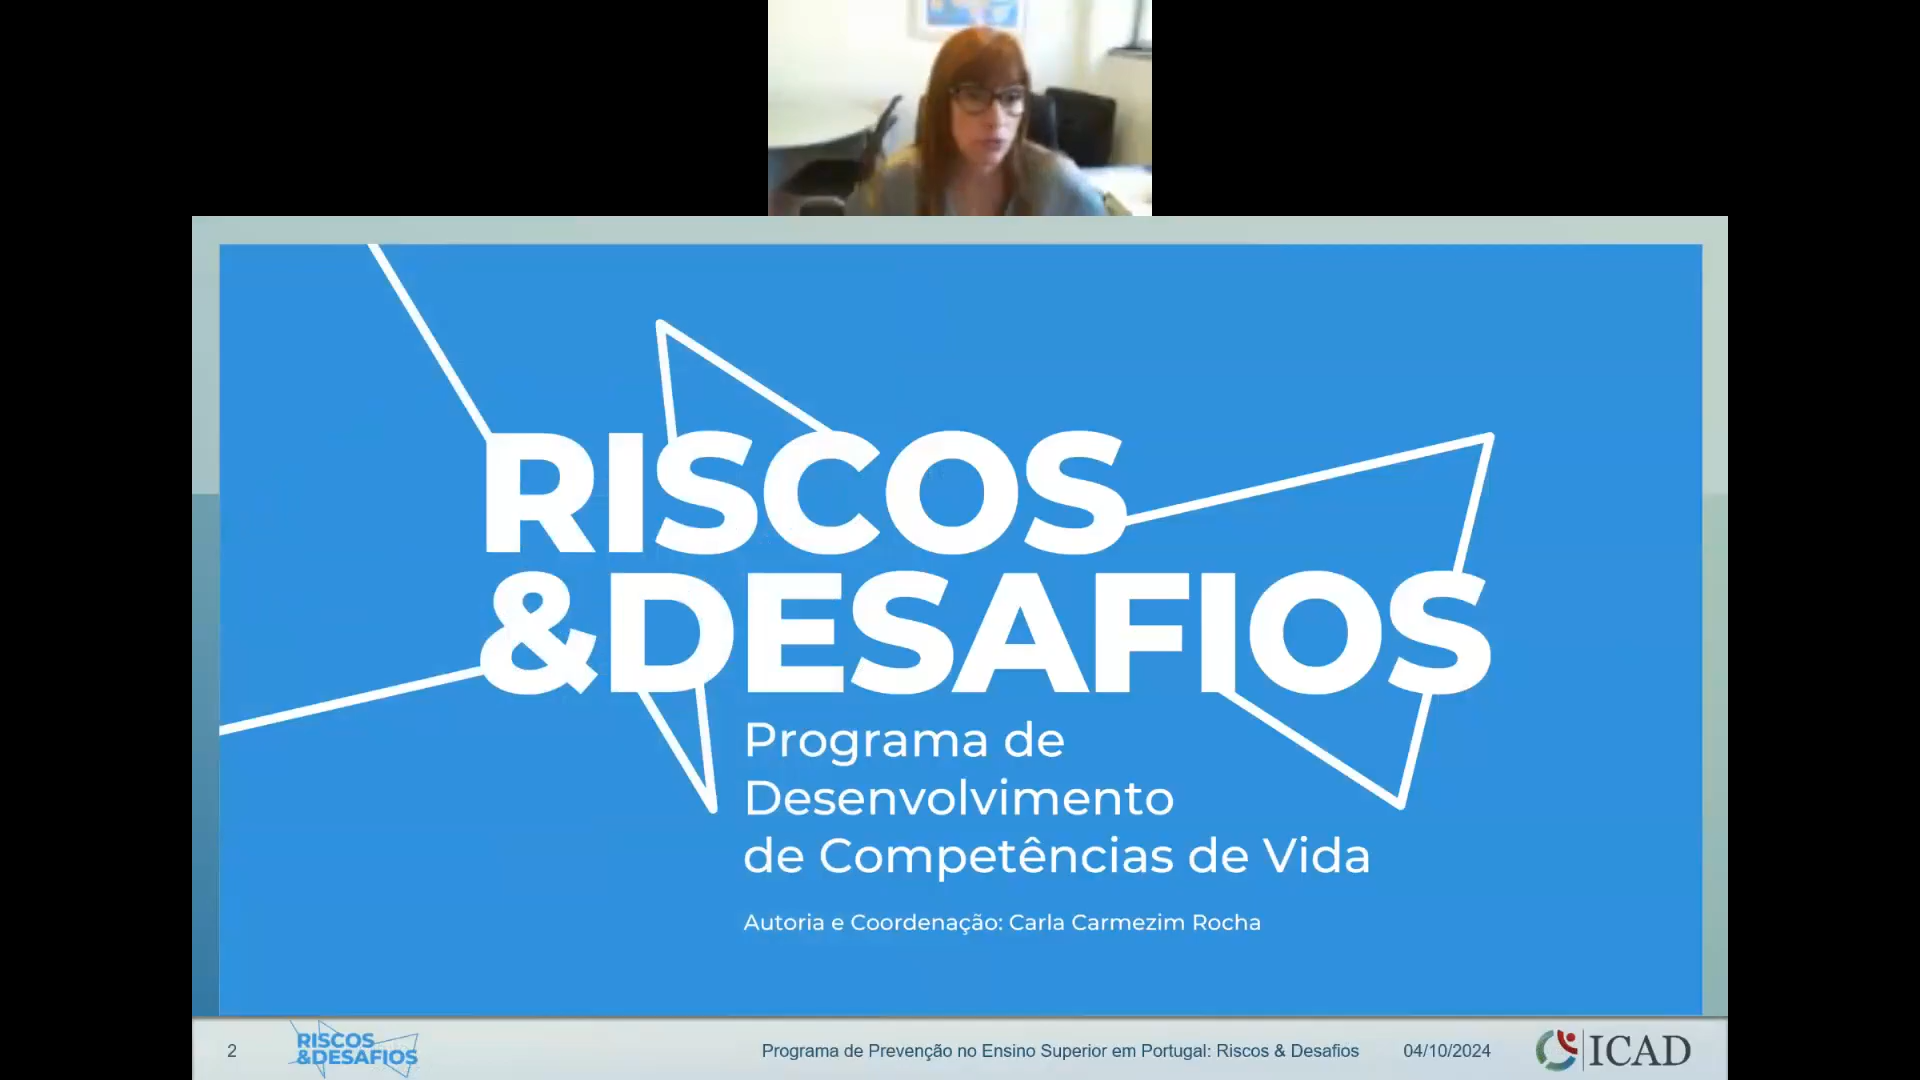 RISCOS
&DESAFIOS
Programa de
Desenvolvimento
de Competências de Vida
Autoria e Coordenação: Carla Carmezim Rocha
2
RISCOS
&DESAFIOS
Programa de Prevenção no Ensino Superior em Portugal: Riscos & Desafios
04/10/2024
ICAD